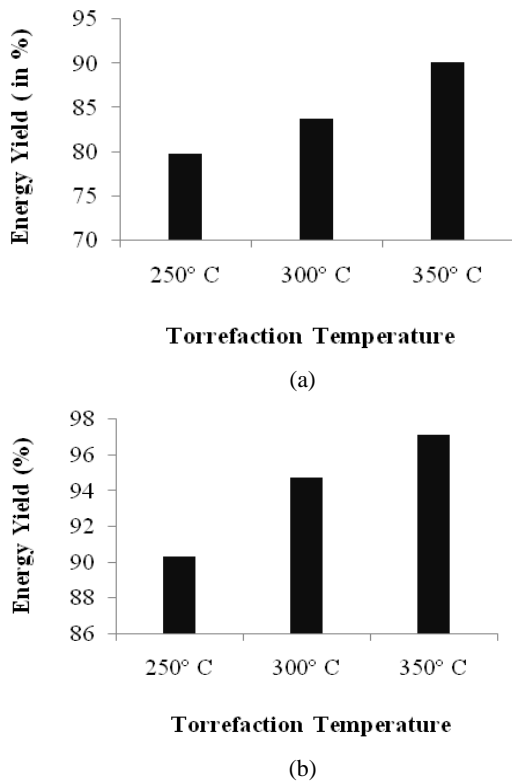 Energy Yield ( in %)
95
90
85
80
75
70
250° C 300° C 350° C
Torrefaction Temperature
(a)
Energy Yield (%)
98
96
94
92
90
88
86
250° C 300° C 350° C
Torrefaction Temperature
(b)